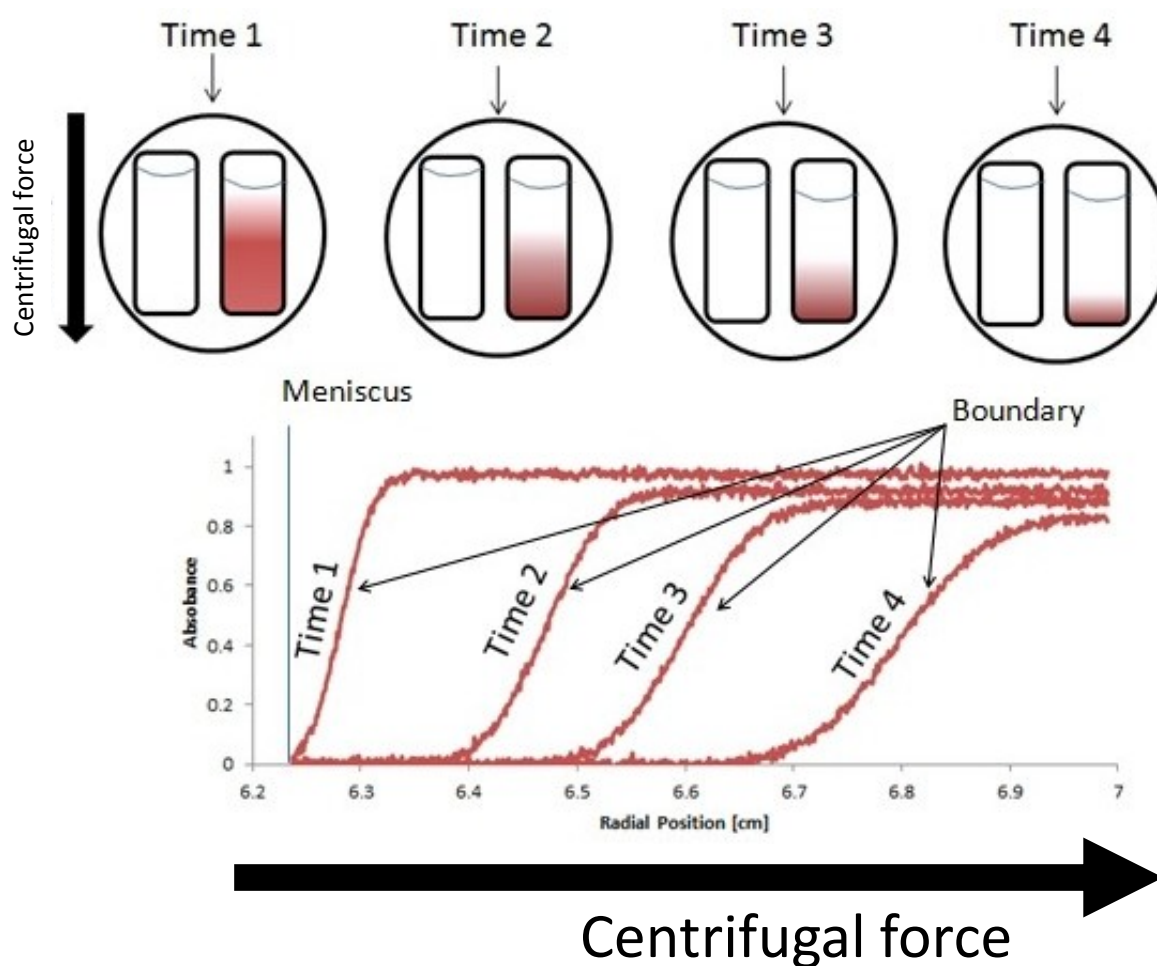 Time 1
Time 2
Time 3
Time 4
Centrifugal force
Meniscus
Boundary
1
0.8
0.6
0.4
0.2
0
Absobance
Time 1
Time 2
Time 3
Time 4
6.2
6.3
6.4
6.5
6.6
6.7
6.8
6.9
7
Radial Position [cm]
Centrifugal force